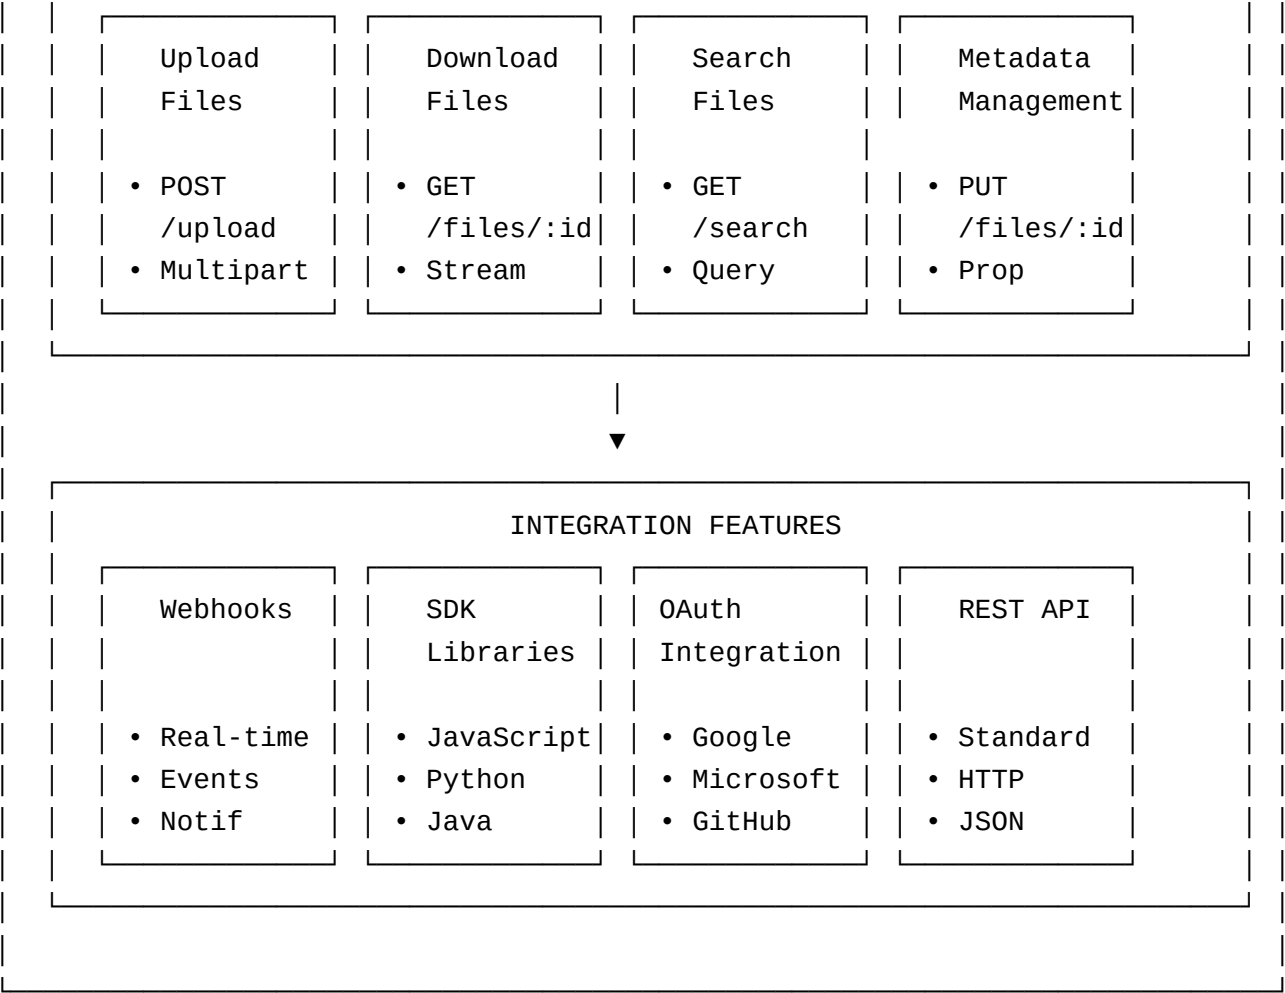 Upload Download Search Metadata
Files Files Files Management
• POST • GET • GET • PUT
/upload /files/:id /search /files/:id
• Multipart • Stream • Query • Prop
▼
INTEGRATION FEATURES
Webhooks SDK OAuth REST API
Libraries Integration
• Real-time • JavaScript • Google • Standard
• Events • Python • Microsoft • HTTP
• Notif • Java • GitHub • JSON